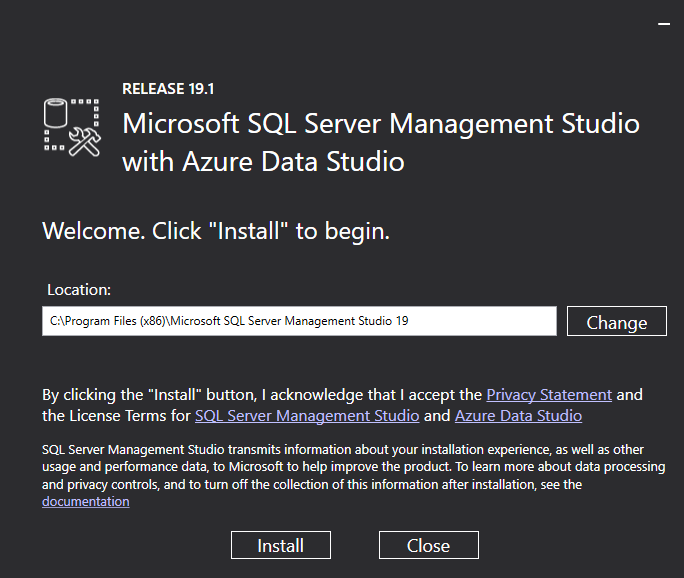 RELEASE 19.1
Microsoft SQL Server Management Studio
with Azure Data Studio
Welcome. Click "Install" to begin.
Location:
C:\Program Files (x86)\Microsoft SQL Server Management Studio 19
Change
By clicking the "Install" button, I acknowledge that I accept the Privacy Statement and
the License Terms for SQL Server Management Studio and Azure Data Studio
SQL Server Management Studio transmits information about your installation experience, as well as other
usage and performance data, to Microsoft to help improve the product. To learn more about data processing
and privacy controls, and to turn off the collection of this information after installation, see the
documentation
Install
Close